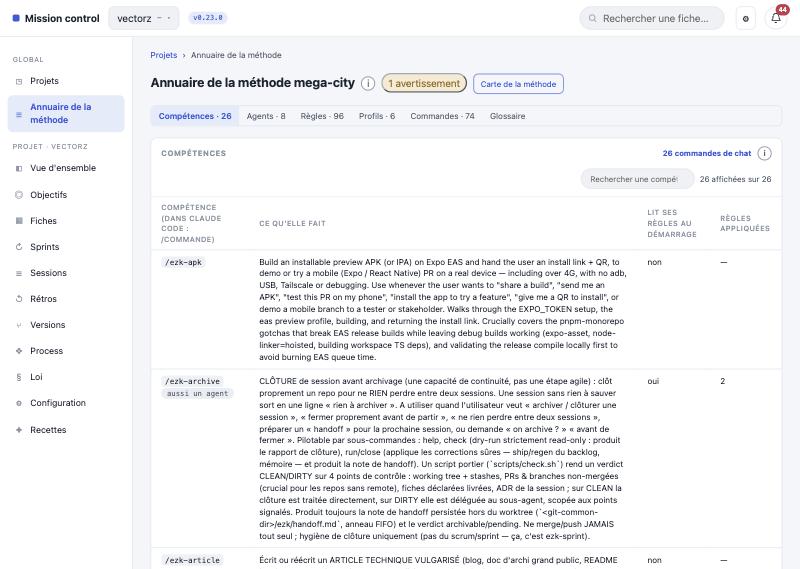 Mission control
vectorz
v0.23.0
Rechercher une fiche…
44
GLOBAL
Projets
Annuaire de la
méthode
PROJET · VECTORZ
Vue d'ensemble
Objectifs
Fiches
Sprints
Sessions
Rétros
Versions
Process
§ Loi
Configuration
Recettes
Projets › Annuaire de la méthode
Annuaire de la méthode mega-city
i
1 avertissement
Carte de la méthode
Compétences · 26
Agents · 8
Règles · 96
Profils · 6
Commandes · 74
Glossaire
COMPÉTENCES
26 commandes de chat
i
Rechercher une compé
26 affichées sur 26
COMPÉTENCE
(DANS CLAUDE
CODE :
/COMMANDE)
CE QU'ELLE FAIT
LIT SES
RÈGLES AU
DÉMARRAGE
RÈGLES
APPLIQUÉES
/ezk-apk
Build an installable preview APK (or IPA) on Expo EAS and hand the user an install link + QR, to
demo or try a mobile (Expo / React Native) PR on a real device — including over 4G, with no adb,
USB, Tailscale or debugging. Use whenever the user wants to "share a build", "send me an
APK", "test this PR on my phone", "install the app to try a feature", "give me a QR to install", or
demo a mobile branch to a tester or stakeholder. Walks through the EXPO_TOKEN setup, the
eas preview profile, building, and returning the install link. Crucially covers the pnpm-monorepo
gotchas that break EAS release builds while leaving debug builds working (expo-asset, node-
linker=hoisted, building workspace TS deps), and validating the release compile locally first to
avoid burning EAS queue time.
non
—
/ezk-archive
aussi un agent
CLÔTURE de session avant archivage (une capacité de continuité, pas une étape agile) : clôt
proprement un repo pour ne RIEN perdre entre deux sessions. Une session sans rien à sauver
sort en une ligne « rien à archiver ». A utiliser quand l'utilisateur veut « archiver / clôturer une
session », « fermer proprement avant de partir », « ne rien perdre entre deux sessions »,
préparer un « handoff » pour la prochaine session, ou demande « on archive ? » « avant de
fermer ». Pilotable par sous-commandes : help, check (dry-run strictement read-only : produit
le rapport de clôture), run/close (applique les corrections sûres — ship/regen du backlog,
mémoire — et produit la note de handoff). Un script portier (`scripts/check.sh`) rend un verdict
CLEAN/DIRTY sur 4 points de contrôle : working tree + stashes, PRs & branches non-mergées
(crucial pour les repos sans remote), fiches déclarées livrées, ADR de la session ; sur CLEAN la
clôture est traitée directement, sur DIRTY elle est déléguée au sous-agent, scopée aux points
signalés. Produit toujours la note de handoff persistée hors du worktree (`<git-common-
dir>/ezk/handoff.md`, anneau FIFO) et le verdict archivable/pending. Ne merge/push JAMAIS
tout seul ; hygiène de clôture uniquement (pas du scrum/sprint — ça, c'est ezk-sprint).
oui
2
/ezk-article
Écrit ou réécrit un ARTICLE TECHNIQUE VULGARISÉ (blog, doc d'archi grand public, README
non
—